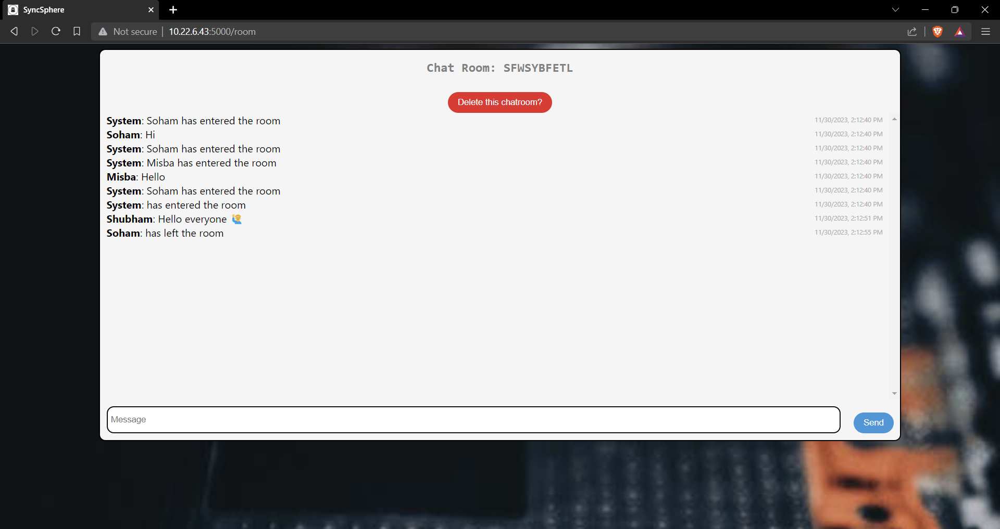 SyncSphere
Not secure 10.22.6.43:5000/room
Chat Room: SFWSYBFETL
Delete this chatroom?
System: Soham has entered the room 11/30/2023, 2:12:40 PM
Soham: Hi 11/30/2023, 2:12:40 PM
System: Soham has entered the room 11/30/2023, 2:12:40 PM
System: Misba has entered the room 11/30/2023, 2:12:40 PM
Misba: Hello 11/30/2023, 2:12:40 PM
System: Soham has entered the room 11/30/2023, 2:12:40 PM
System: has entered the room 11/30/2023, 2:12:40 PM
Shubham: Hello everyone 🙋‍♂️ 11/30/2023, 2:12:51 PM
Soham: has left the room 11/30/2023, 2:12:55 PM
Message
Send